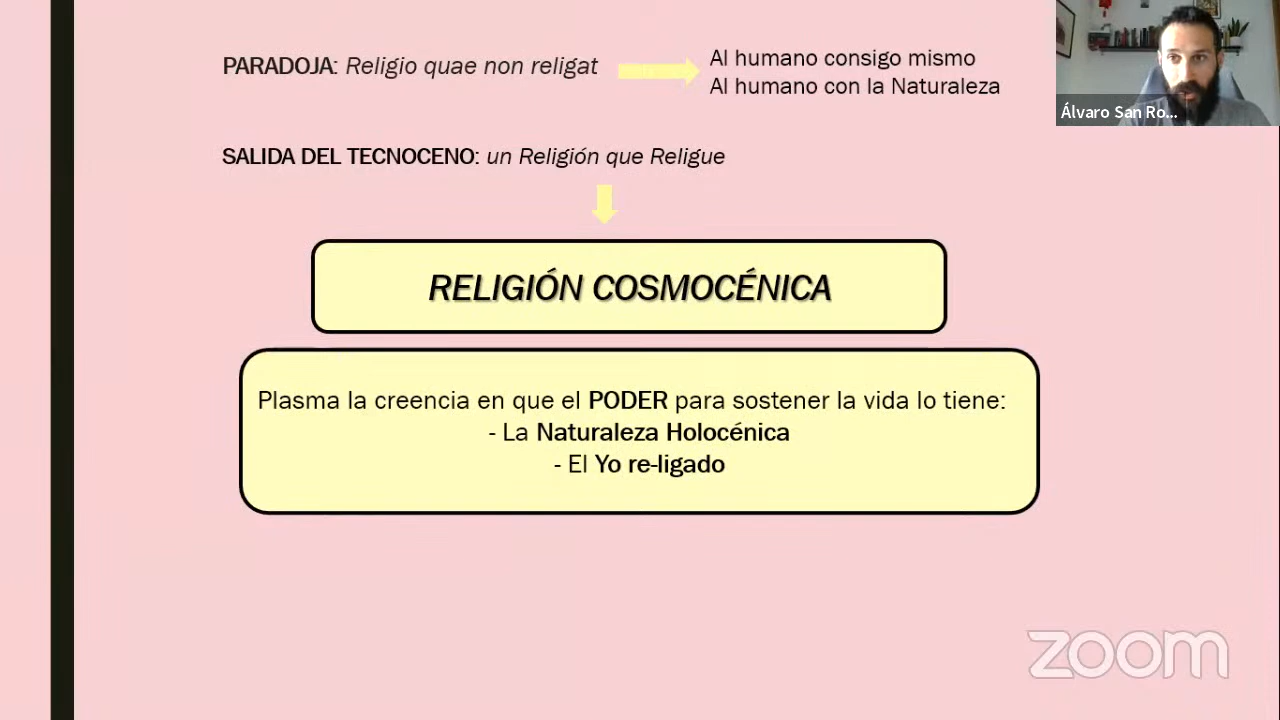 PARADOJA: Religio quae non religat
Al humano consigo mismo
Al humano con la Naturaleza
Álvaro San Ro...
SALIDA DEL TECNOCENO: un Religión que Religue
RELIGIÓN COSMOCÉNICA
Plasma la creencia en que el PODER para sostener la vida lo tiene:
- La Naturaleza Holocénica
- El Yo re-ligado
zoom